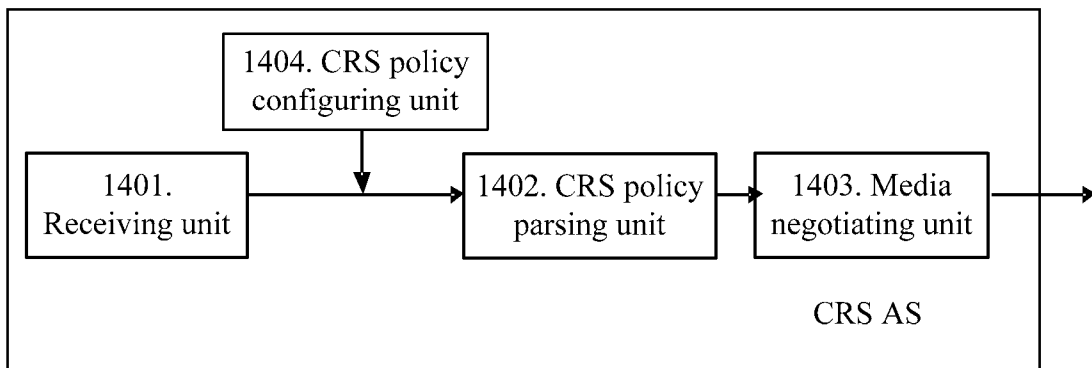 1404. CRS policy
configuring unit
1401.
Receiving unit
1402. CRS policy
parsing unit
1403. Media
negotiating unit
CRS AS